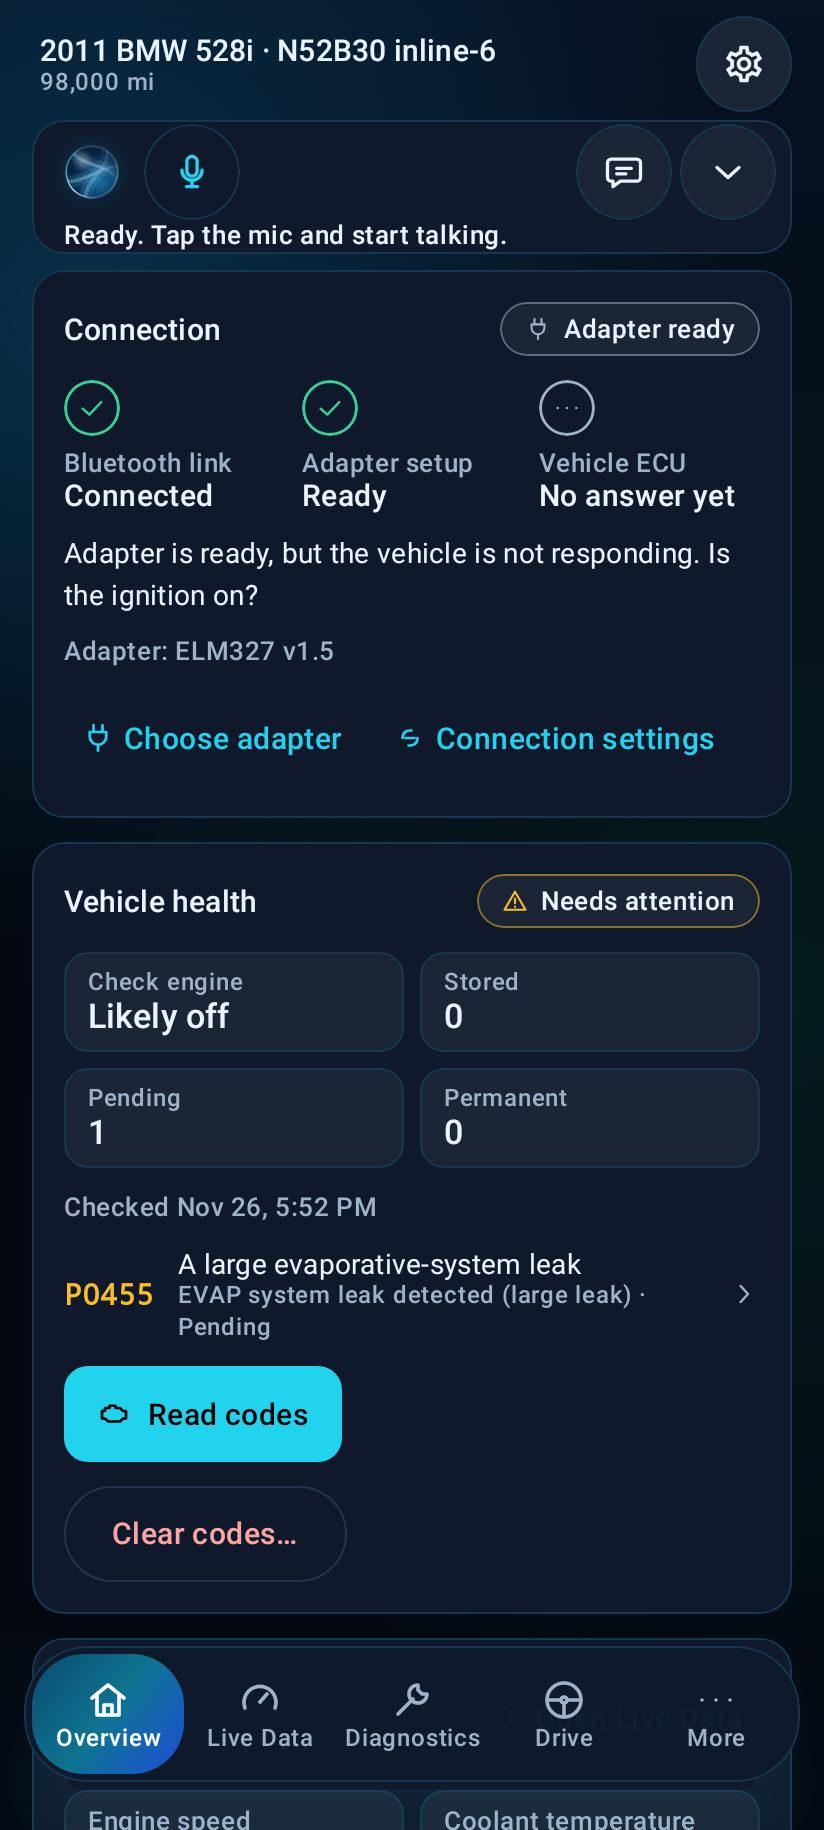 2011 BMW 528i · N52B30 inline-6
98,000 mi
Ready. Tap the mic and start talking.
Connection
Adapter ready
Bluetooth link
Connected
Adapter setup
Ready
Vehicle ECU
No answer yet
Adapter is ready, but the vehicle is not responding. Is
the ignition on?
Adapter: ELM327 v1.5
Choose adapter
Connection settings
Vehicle health
Needs attention
Check engine
Likely off
Stored
0
Pending
1
Permanent
0
Checked Nov 26, 5:52 PM
P0455
A large evaporative-system leak
EVAP system leak detected (large leak) ·
Pending
Read codes
Clear codes…
Open Live Data
Overview
Live Data
Diagnostics
Drive
More
Engine speed
Coolant temperature